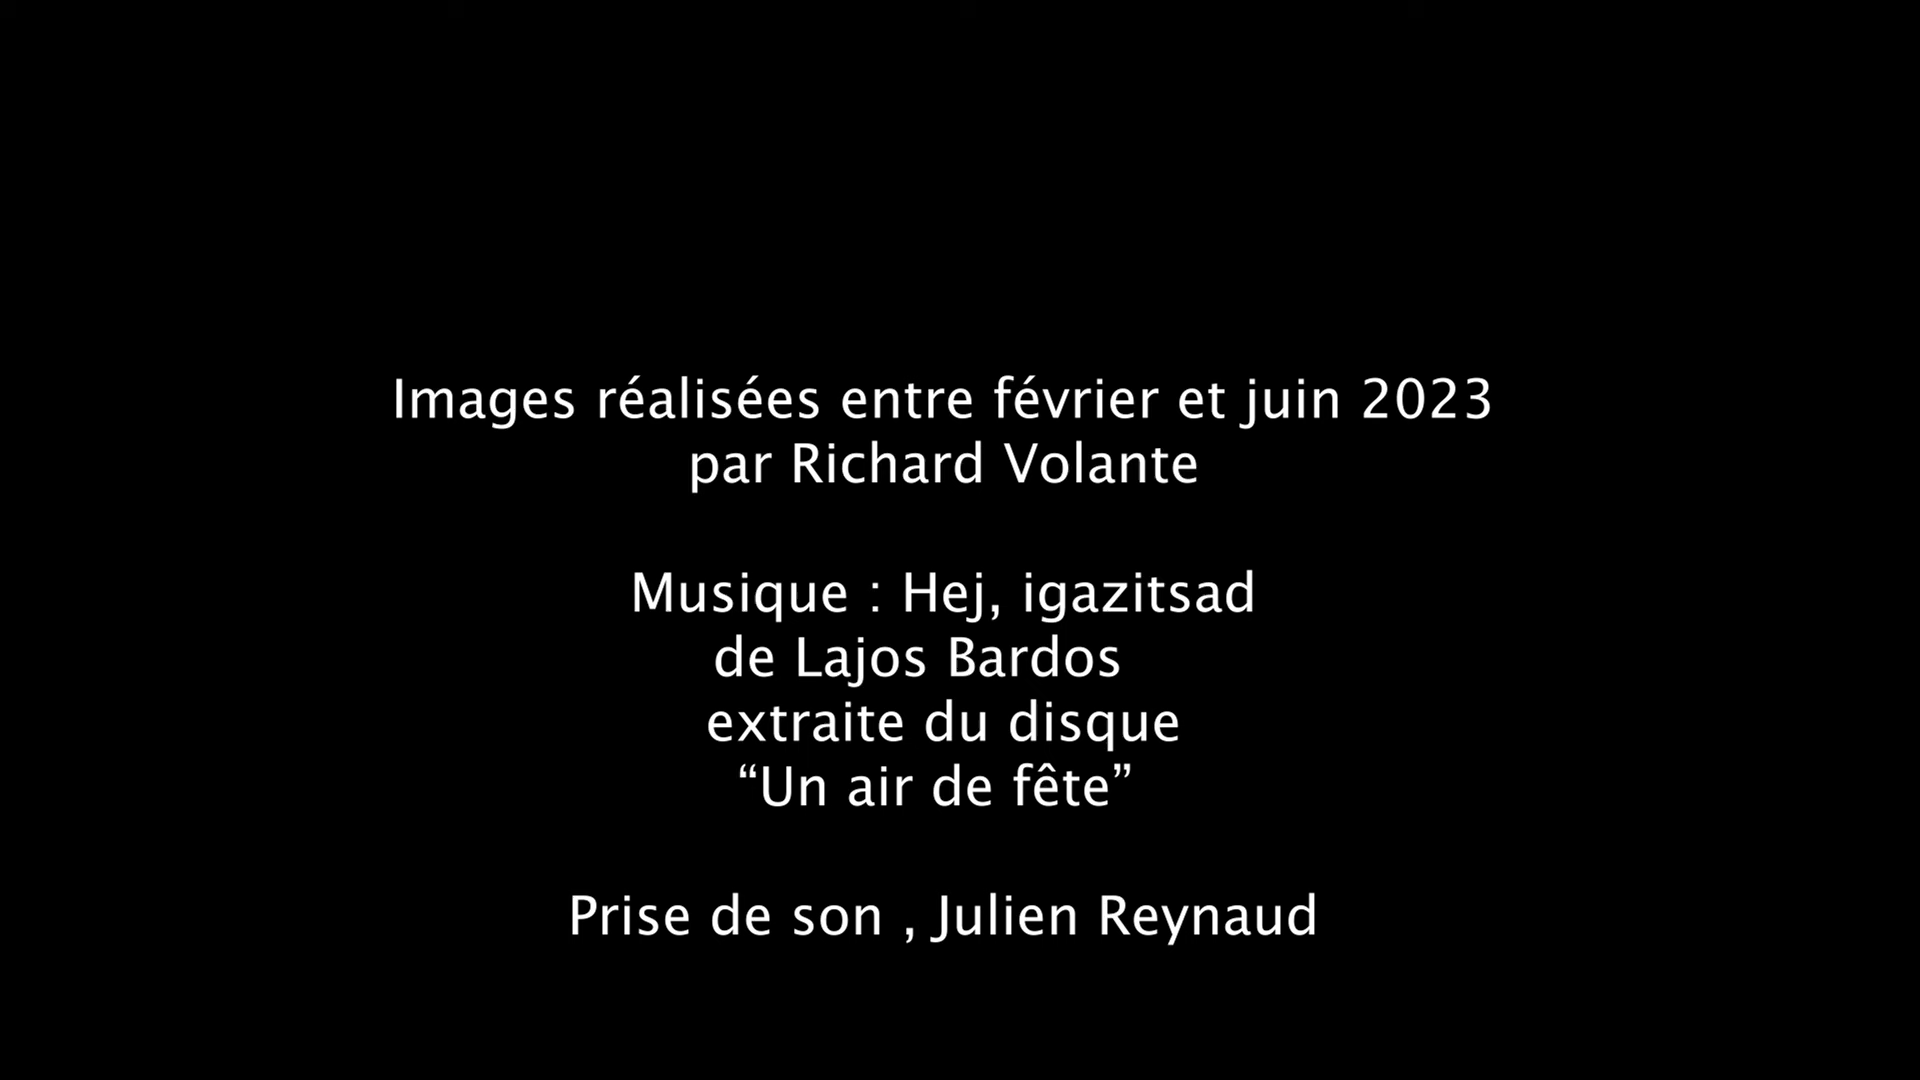 Images réalisées entre février et juin 2023
par Richard Volante
Musique : Hej, igazitsad
de Lajos Bardos
extraite du disque
“Un air de fête”
Prise de son , Julien Reynaud